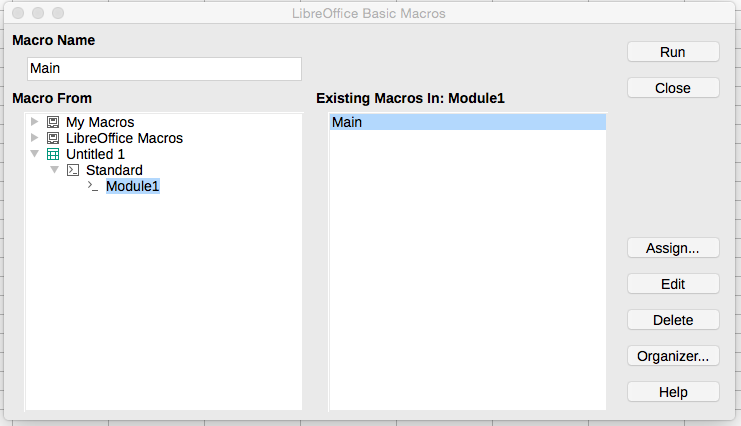 LibreOffice Basic Macros
Macro Name
Main
Run
Close
Macro From
Existing Macros In: Module1
My Macros
LibreOffice Macros
Untitled 1
Standard
Module1
Main
Assign...
Edit
Delete
Organizer...
Help